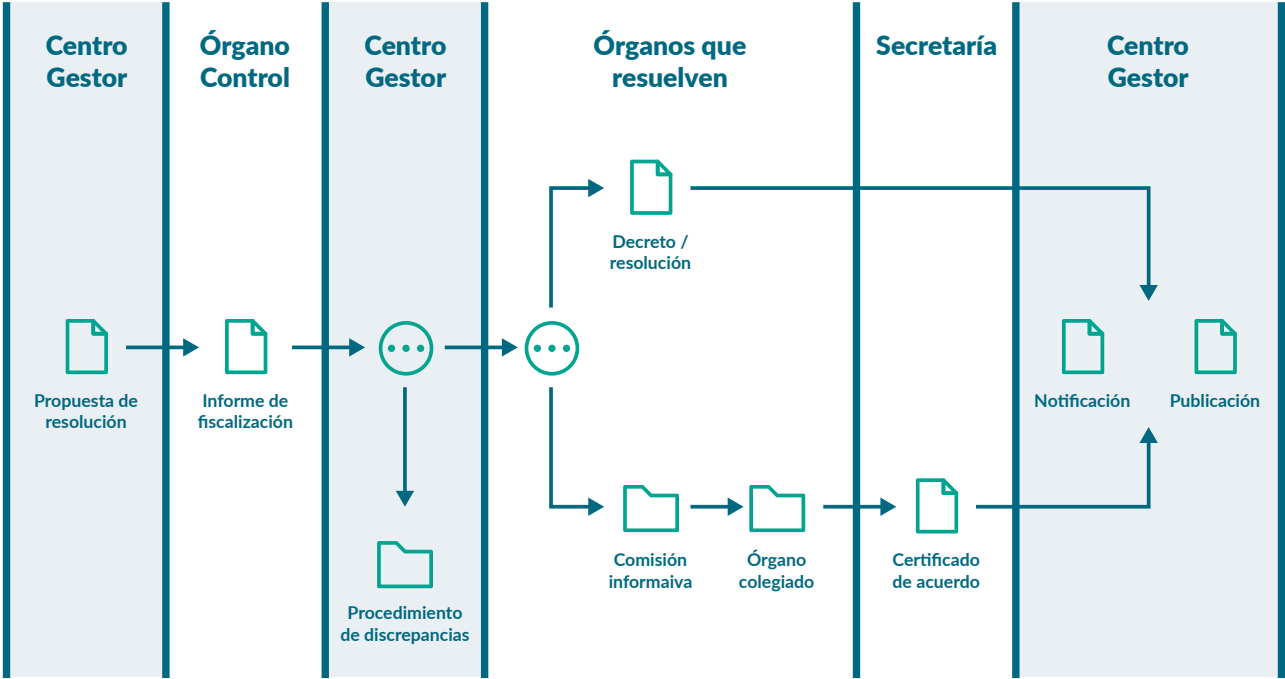 Centro
Gestor
Órgano
Control
Centro
Gestor
Órganos que
resuelven
Secretaría
Centro
Gestor
Decreto /
resolución
Propuesta de
resolución
Informe de
fiscalización
Notificación
Publicación
Comisión
informaiva
Órgano
colegiado
Certificado
de acuerdo
Procedimiento
de discrepancias